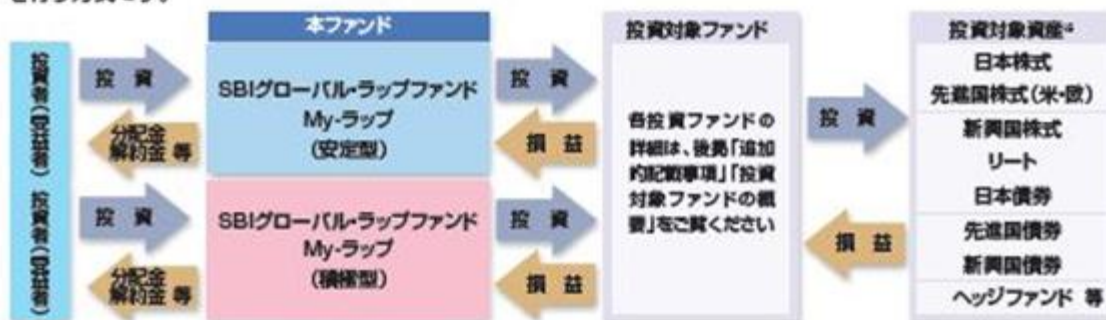 投資者(受益者)
投資
分配金
解約金 等
投資者(受益者)
投資
分配金
解約金 等
本ファンド
SBIグローバル・ラップファンド
My-ラップ
(安定型)
SBIグローバル・ラップファンド
My-ラップ
(積極型)
投資
損益
投資
損益
投資対象ファンド
各投資ファンドの
詳細は、後掲「追加
的記載事項」「投資
対象ファンドの概
要」をご覧ください
投資
損益
投資対象資産
日本株式
先進国株式(米・欧)
新興国株式
リート
日本債券
先進国債券
新興国債券
ヘッジファンド 等